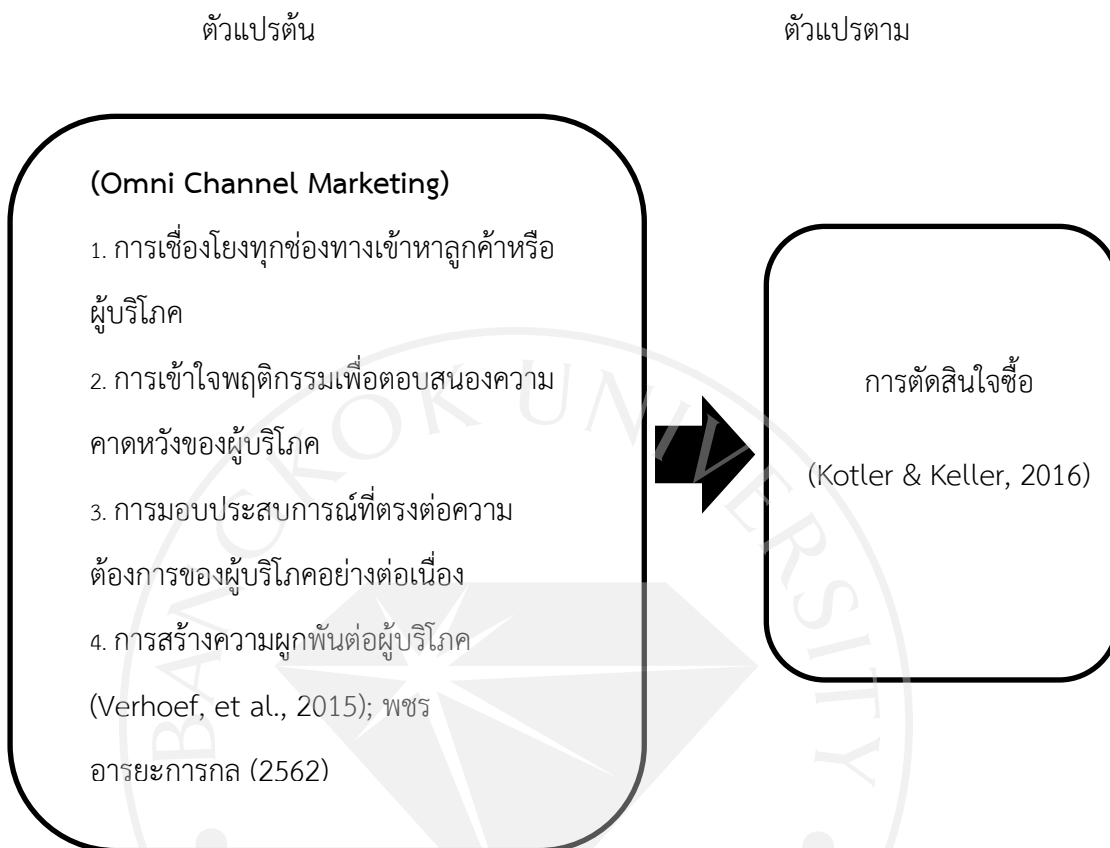 ตัวแปรต้น
ตัวแปรตาม
(Omni Channel Marketing)
1. การเชื่องโยงทุกช่องทางเข้าหาลูกค้าหรือ
ผู้บริโภค
2. การเข้าใจพฤติกรรมเพื่อตอบสนองความ
คาดหวังของผู้บริโภค
3. การมอบประสบการณ์ที่ตรงต่อความ
ต้องการของผู้บริโภคอย่างต่อเนื่อง
4. การสร้างความผูกพันต่อผู้บริโภค
(Verhoef, et al., 2015); พชร
อารยะการกล (2562)
การตัดสินใจซื้อ
(Kotler & Keller, 2016)
BANGKOK UNIVERSITY